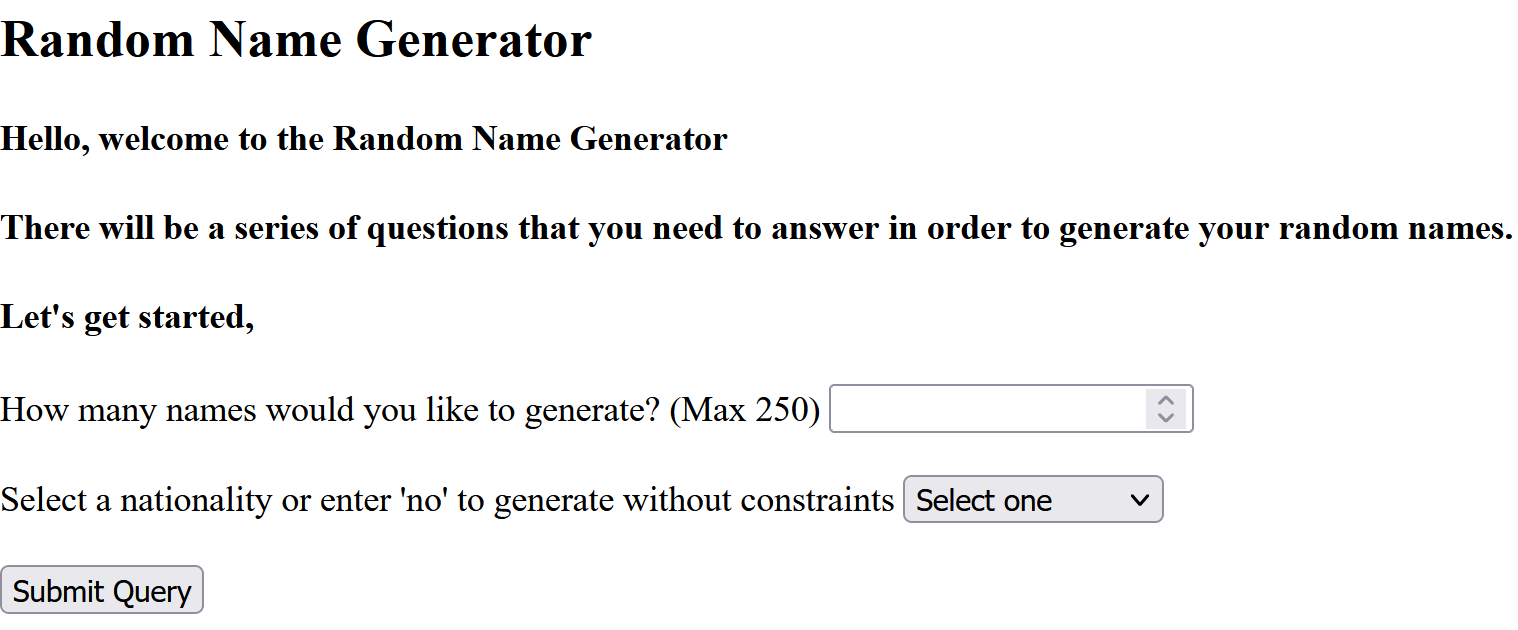 Random Name Generator
Hello, welcome to the Random Name Generator
There will be a series of questions that you need to answer in order to generate your random names.
Let's get started,
How many names would you like to generate? (Max 250)
Select a nationality or enter 'no' to generate without constraints Select one
Submit Query